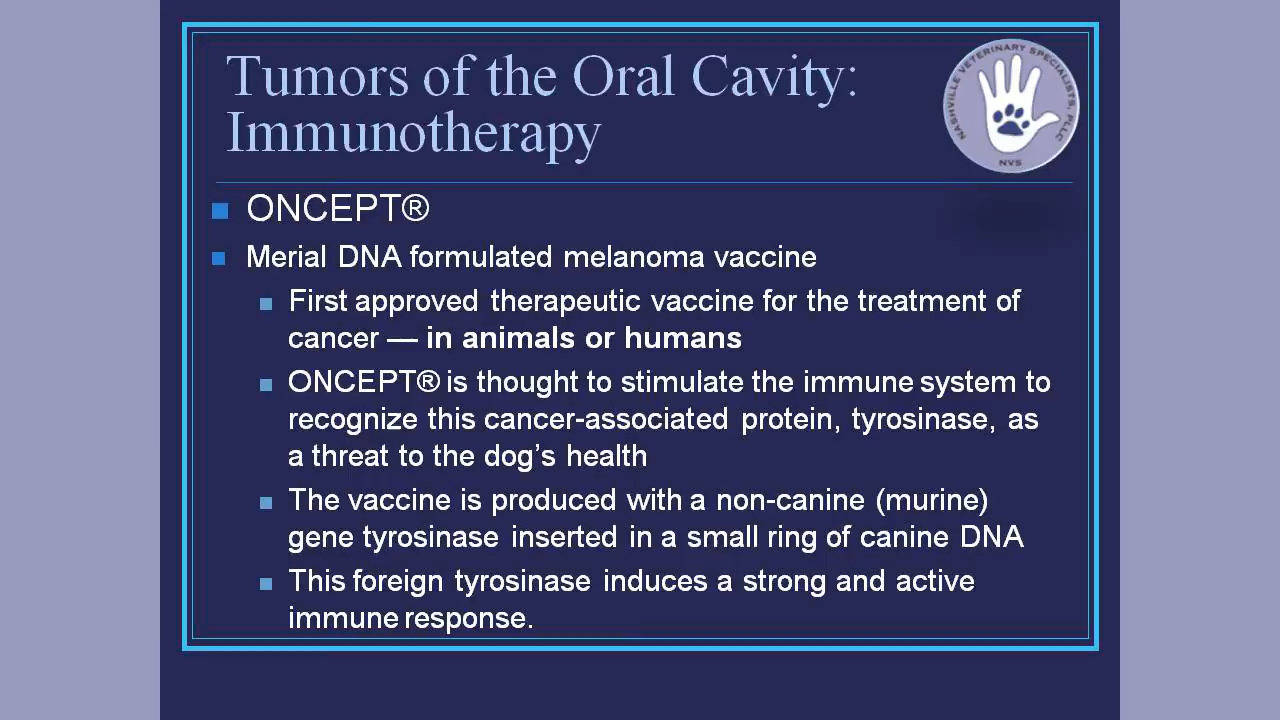 Tumors of the Oral Cavity:
Immunotherapy
NASHVILLE VETERINARY SPECIALISTS, PLLC
NVS
ONCEPT®
Merial DNA formulated melanoma vaccine
First approved therapeutic vaccine for the treatment of
cancer — in animals or humans
ONCEPT® is thought to stimulate the immune system to
recognize this cancer-associated protein, tyrosinase, as
a threat to the dog's health
The vaccine is produced with a non-canine (murine)
gene tyrosinase inserted in a small ring of canine DNA
This foreign tyrosinase induces a strong and active
immune response.